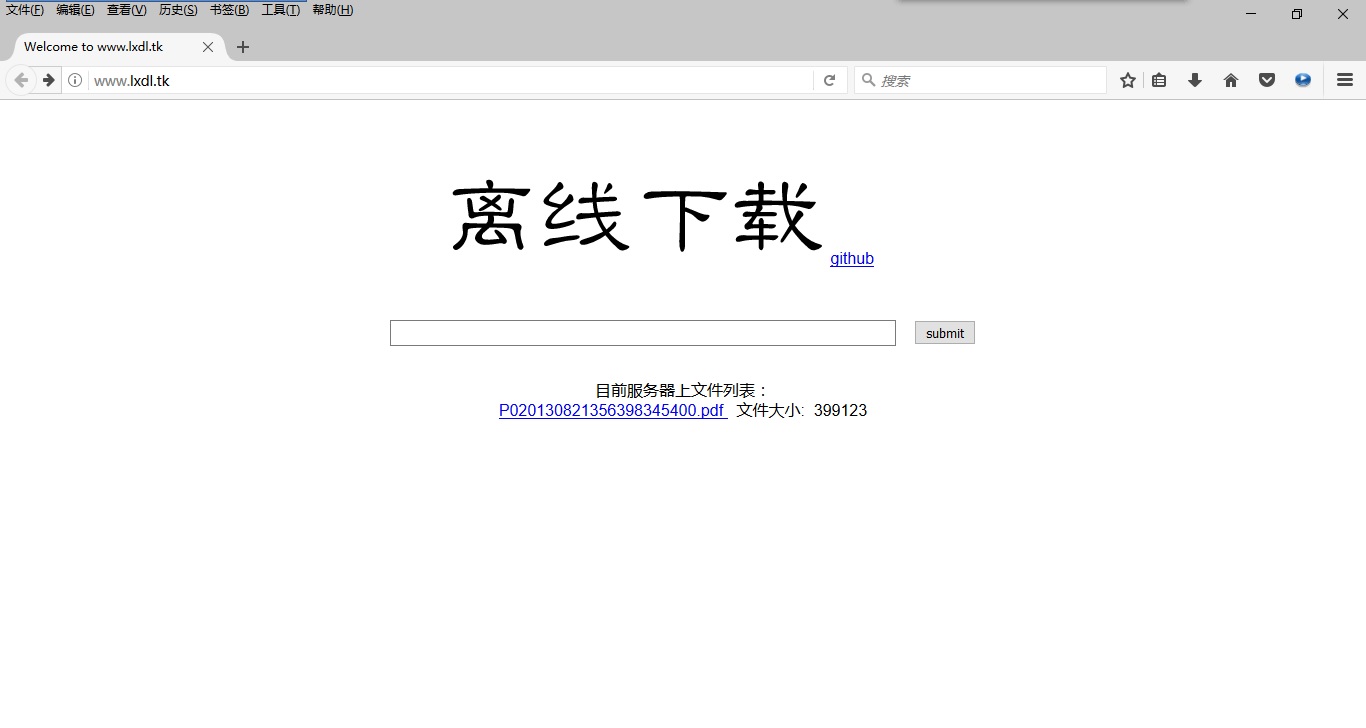 文件(F) 编辑(E) 查看(V) 历史(S) 书签(B) 工具(T) 帮助(H)
Welcome to www.lxdl.tk
www.lxdl.tk
搜索
离线下载 github
submit
目前服务器上文件列表：
P020130821356398345400.pdf 文件大小: 399123